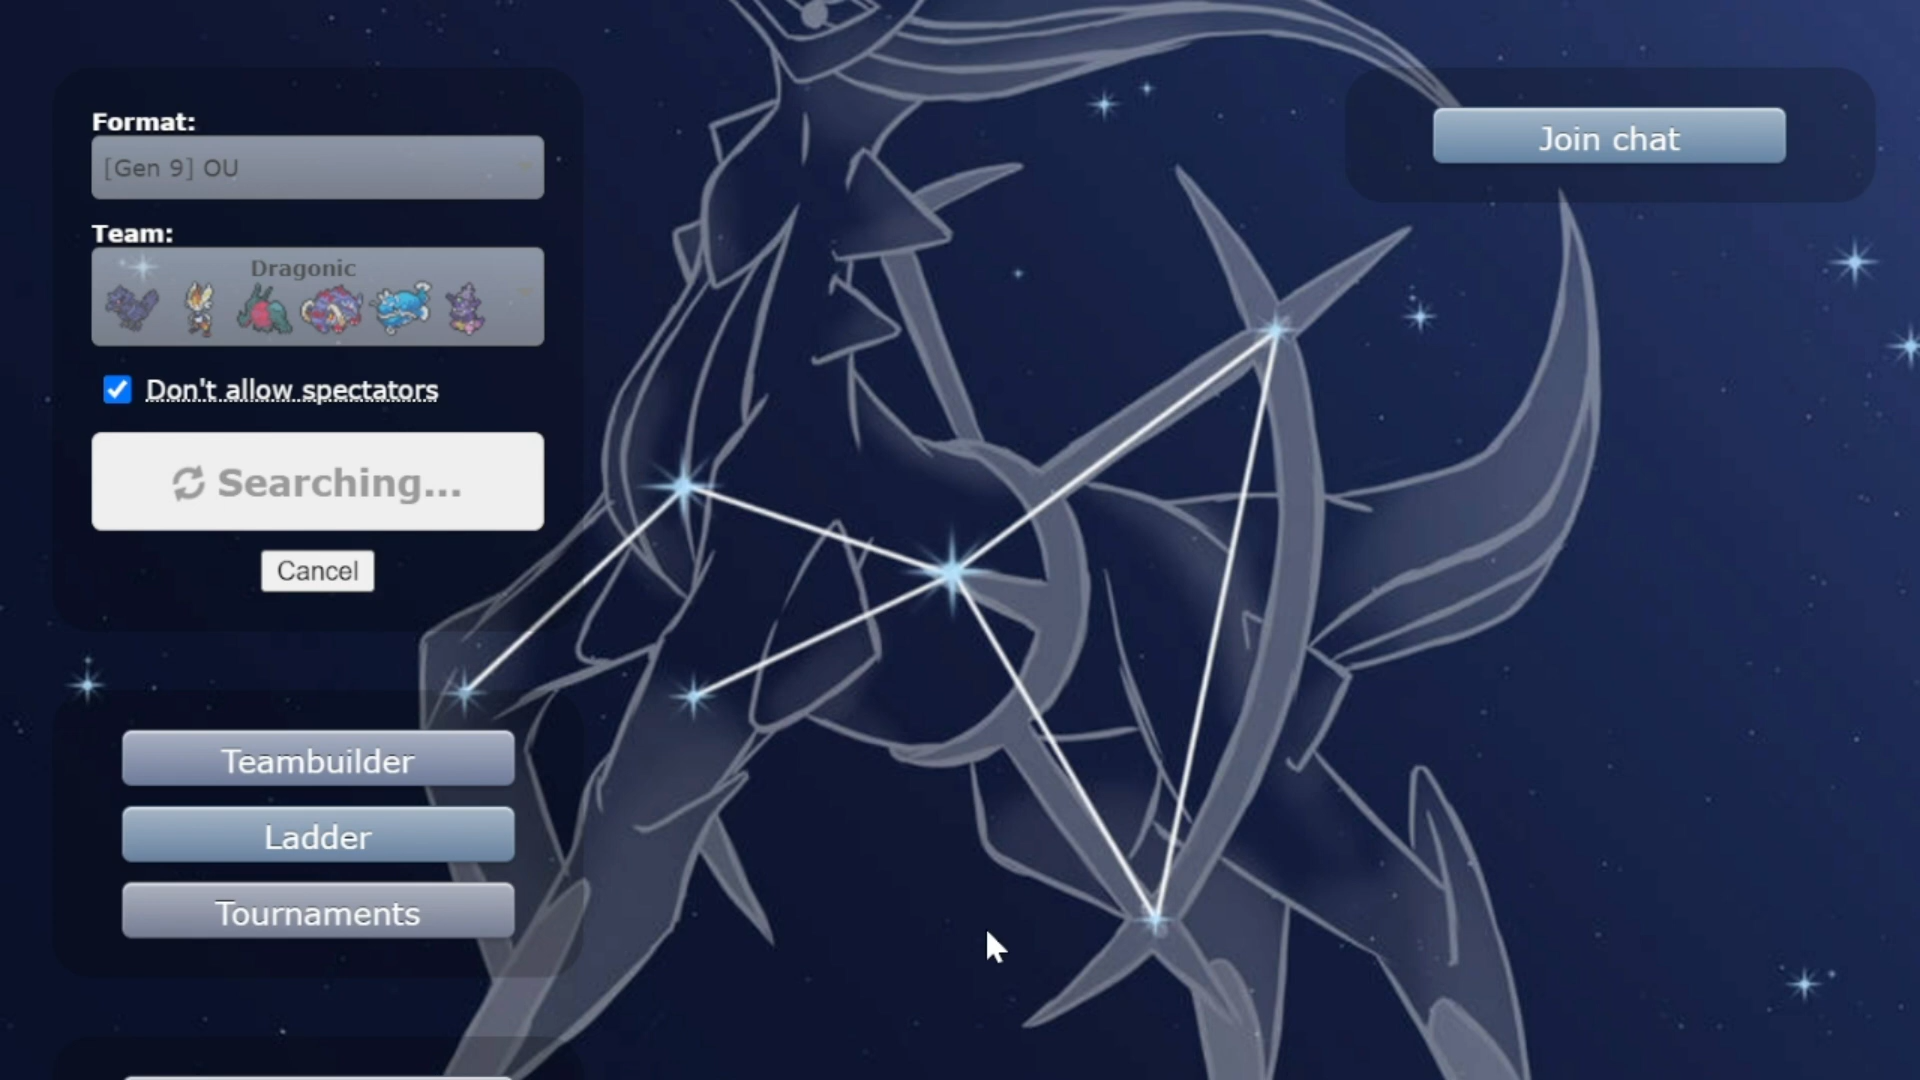 Format:
[Gen 9] OU
Team:
Dragonic
Don't allow spectators
Searching...
Cancel
Teambuilder
Ladder
Tournaments
Join chat